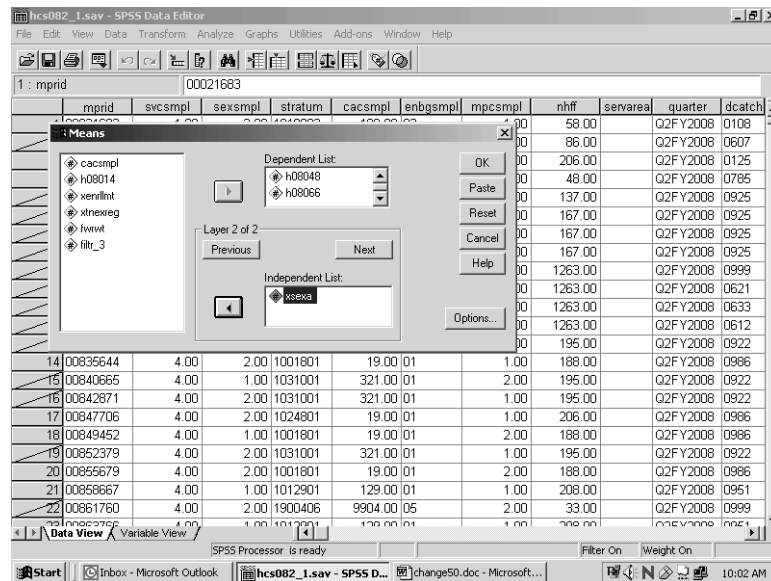 hcs082_1.sav - SPSS Data Editor
File Edit View Data Transform Analyze Graphs Utilities Add-ons Window Help
1 : mprid 00021683
mprid svcsmpl sexsmpl stratum cacsmpl enbgsmpl mpcsmpl nhff servarea quarter dcatch
58.00 Q2FY2008 0108
Means
86.00 Q2FY2008 0607
cacsmpl
h08014
xenrllmt
xtnexreg
fwrwt
filtr_3
Dependent List:
h08048
h08066
Layer 2 of 2
Previous Next
Independent List:
xsexa
OK
Paste
Reset
Cancel
Help
Options...
206.00 Q2FY2008 0125
48.00 Q2FY2008 0785
137.00 Q2FY2008 0925
167.00 Q2FY2008 0925
167.00 Q2FY2008 0925
167.00 Q2FY2008 0925
1263.00 Q2FY2008 0999
1263.00 Q2FY2008 0621
1263.00 Q2FY2008 0633
1263.00 Q2FY2008 0612
195.00 Q2FY2008 0922
14 00835644 4.00 2.00 1001801 19.00 01 1.00 188.00 Q2FY2008 0986
15 00840665 4.00 1.00 1031001 321.00 01 2.00 195.00 Q2FY2008 0922
16 00842871 4.00 2.00 1031001 321.00 01 1.00 195.00 Q2FY2008 0922
17 00847706 4.00 2.00 1024801 19.00 01 1.00 206.00 Q2FY2008 0986
18 00849452 4.00 1.00 1001801 19.00 01 2.00 188.00 Q2FY2008 0986
19 00852379 4.00 2.00 1031001 321.00 01 1.00 195.00 Q2FY2008 0922
20 00855679 4.00 2.00 1001801 19.00 01 2.00 188.00 Q2FY2008 0986
21 00858667 4.00 1.00 1012901 129.00 01 1.00 208.00 Q2FY2008 0951
22 00861760 4.00 2.00 1900406 9904.00 05 2.00 33.00 Q2FY2008 0999
Data View Variable View
SPSS Processor is ready Filter On Weight On
Start Inbox - Microsoft Outlook hcs082_1.sav - SPSS D... change50.doc - Microsoft... 10:02 AM